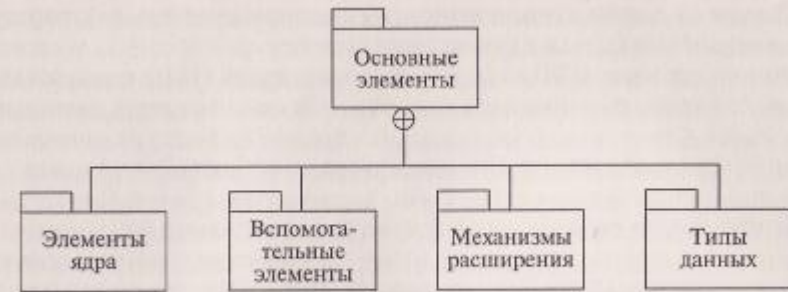 Основные
элементы
Элементы
ядра
Вспомога-
тельные
элементы
Механизмы
расширения
Типы
данных